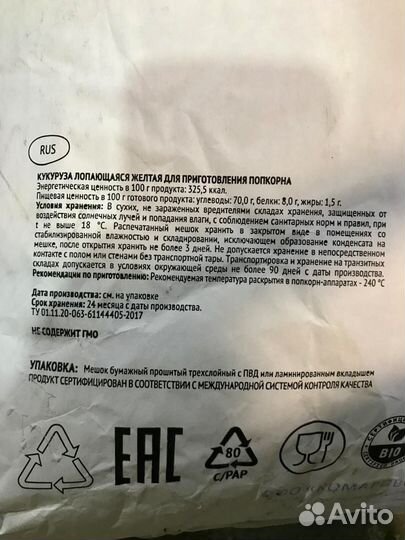 RUS
КУКУРУЗА ЛОПАЮЩАЯСЯ ЖЕЛТАЯ ДЛЯ ПРИГОТОВЛЕНИЯ ПОПКОРНА
Энергетическая ценность в 100 г продукта: 325,5 ккал.
Пищевая ценность в 100 г готового продукта: углеводы: 70,0 г, белки: 8,0 г, жиры: 1,5 г.
Условия хранения: В сухих, не зараженных вредителями складах хранения, защищенных от
воздействия солнечных лучей и попадания влаги, с соблюдением санитарных норм и правил, при
t не выше 18 °С. Распечатанный мешок хранить в закрытом виде в помещениях со
стабилизированной влажностью и складировании, исключающем образование конденсата на
мешке, после открытия хранить не более 3 дней. Не допускается хранение в непосредственном
контакте с полом или стенами без транспортной тары. Транспортировка и хранение на транзитных
складах допускается в условиях окружающей среды не более 90 дней с даты производства.
Рекомендации по приготовлению: Рекомендуемая температура раскрытия в попкорн-аппаратах - 240 °С
Дата производства: см. на упаковке
Срок хранения: 24 месяца с даты производства.
ТУ 01.11.20-063-61144405-2017
НЕ СОДЕРЖИТ ГМО
УПАКОВКА: Мешок бумажный прошитый трехслойный с ПВД или ламинированным вкладышем
ПРОДУКТ СЕРТИФИЦИРОВАН В СООТВЕТСТВИИ С МЕЖДУНАРОДНОЙ СИСТЕМОЙ КОНТРОЛЯ КАЧЕСТВА
EAC
80
C/PAP
BIO
Avito